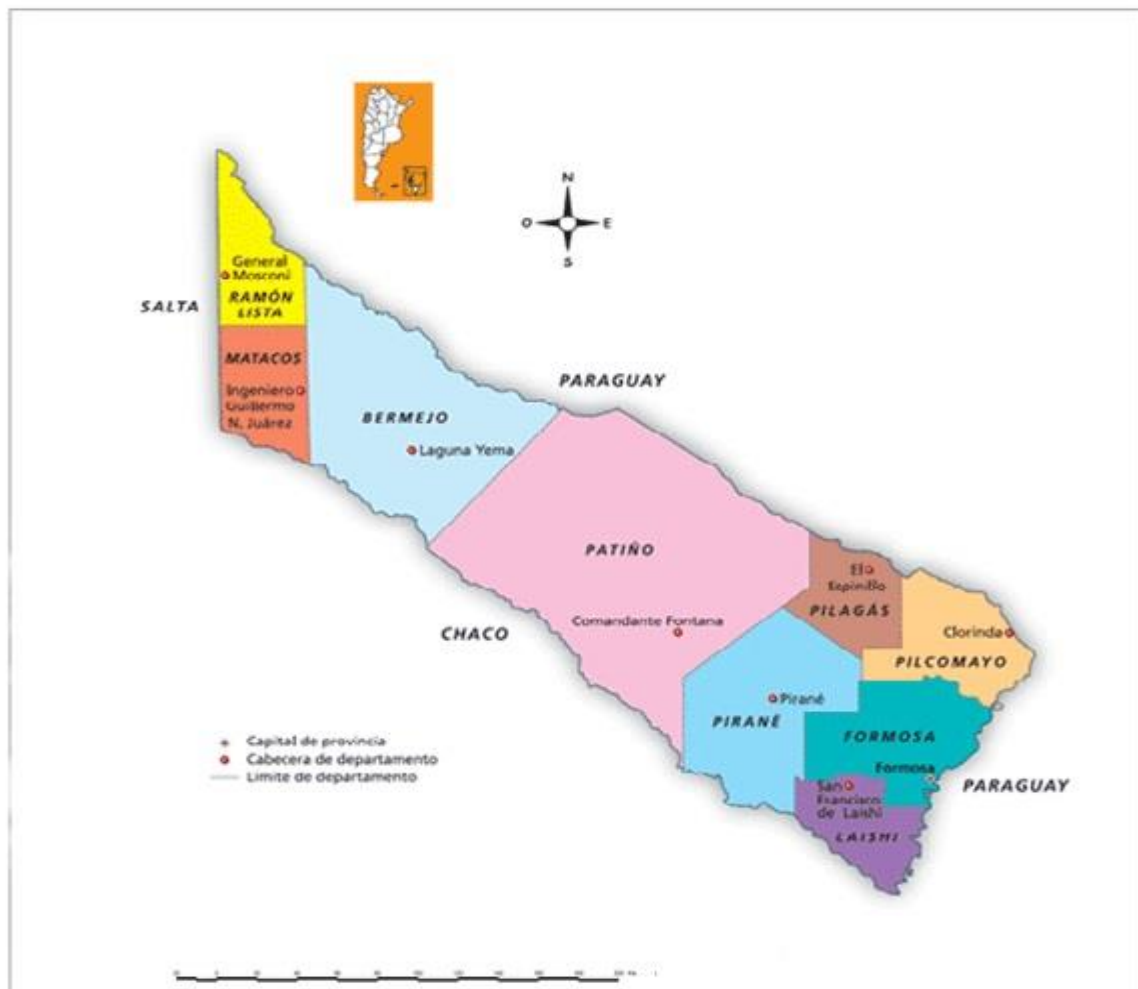 N
O
E
S
General
Mosconi
RAMÓN
LISTA
SALTA
MATACOS
Ingeniero
Guillermo
N. Juárez
PARAGUAY
BERMEJO
Laguna Yema
PATIÑO
El
Espinillo
PILAGÁS
Comandante Fontana
CHACO
Clorinda
PILCOMAYO
Pirané
PIRANÉ
FORMOSA
Formosa
PARAGUAY
San
Francisco
de Laishi
LAISHI
Capital de provincia
Cabecera de departamento
Límite de departamento